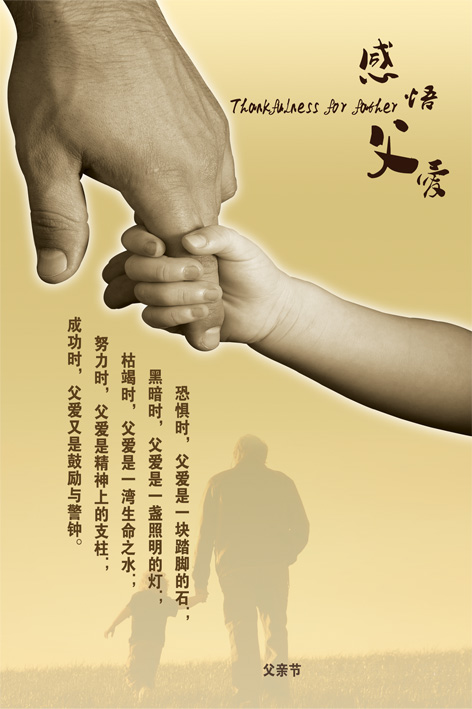 感悟父爱
Thankfulness for father
恐惧时，父爱是一块踏脚的石；
黑暗时，父爱是一盏照明的灯；
枯竭时，父爱是一湾生命之水；
努力时，父爱是精神上的支柱；
成功时，父爱又是鼓励与警钟。
父亲节